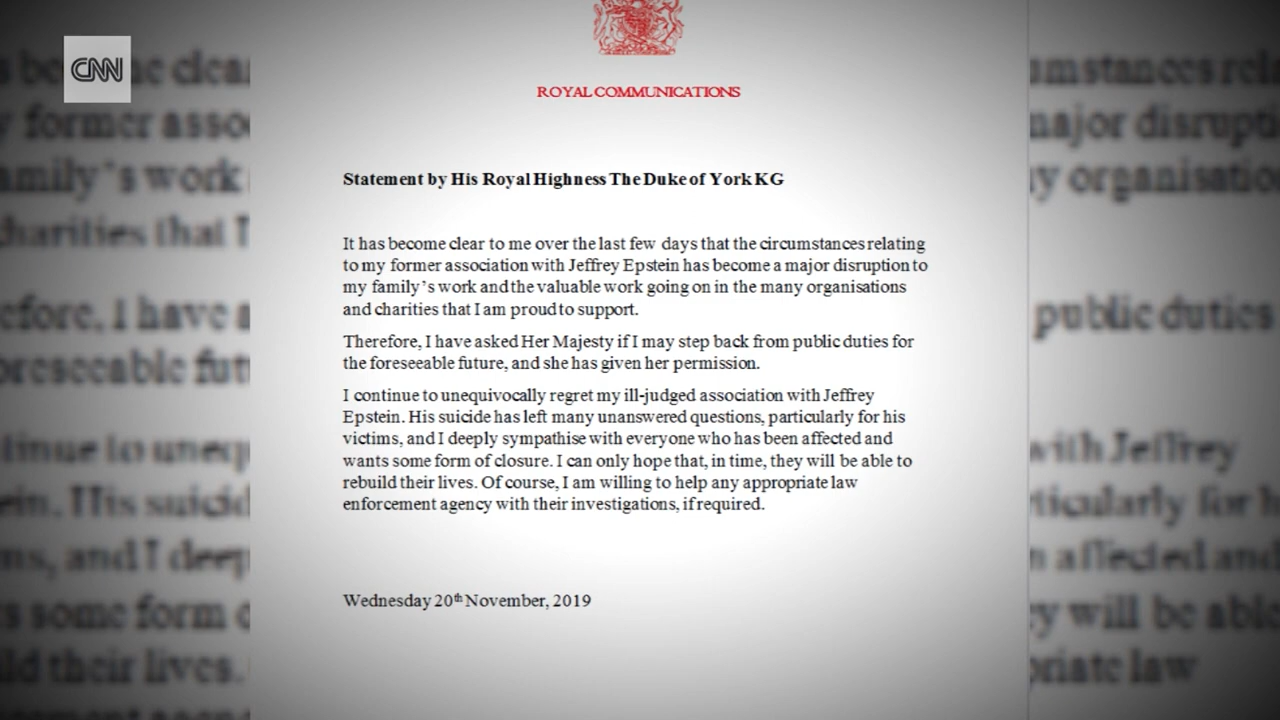 CNN
ROYAL COMMUNICATIONS
Statement by His Royal Highness The Duke of York KG
It has become clear to me over the last few days that the circumstances relating
to my former association with Jeffrey Epstein has become a major disruption to
my family's work and the valuable work going on in the many organisations
and charities that I am proud to support.
Therefore, I have asked Her Majesty if I may step back from public duties for
the foreseeable future, and she has given her permission.
I continue to unequivocally regret my ill-judged association with Jeffrey
Epstein. His suicide has left many unanswered questions, particularly for his
victims, and I deeply sympathise with everyone who has been affected and
wants some form of closure. I can only hope that, in time, they will be able to
rebuild their lives. Of course, I am willing to help any appropriate law
enforcement agency with their investigations, if required.
Wednesday 20th November, 2019